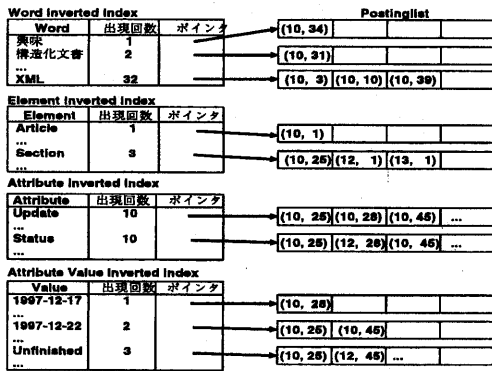 Word Inverted Index
Postinglist
Word 出現回数 ポインタ
興味 1 (10, 34)
構造化文書 2 (10, 31)
...
XML 32 (10, 3) (10, 10) (10, 39)
Element Inverted Index
Element 出現回数 ポインタ
Article 1 (10, 1)
...
Section 3 (10, 25) (12, 1) (13, 1)
...
Attribute Inverted Index
Attribute 出現回数 ポインタ
Update 10 (10, 25) (10, 28) (10, 45) ...
...
Status 10 (10, 25) (12, 28) (10, 45) ...
...
Attribute Value Inverted Index
Value 出現回数 ポインタ
1997-12-17 1 (10, 28)
...
1997-12-22 2 (10, 25) (10, 45)
...
Unfinished 3 (10, 25) (12, 45) ...
...